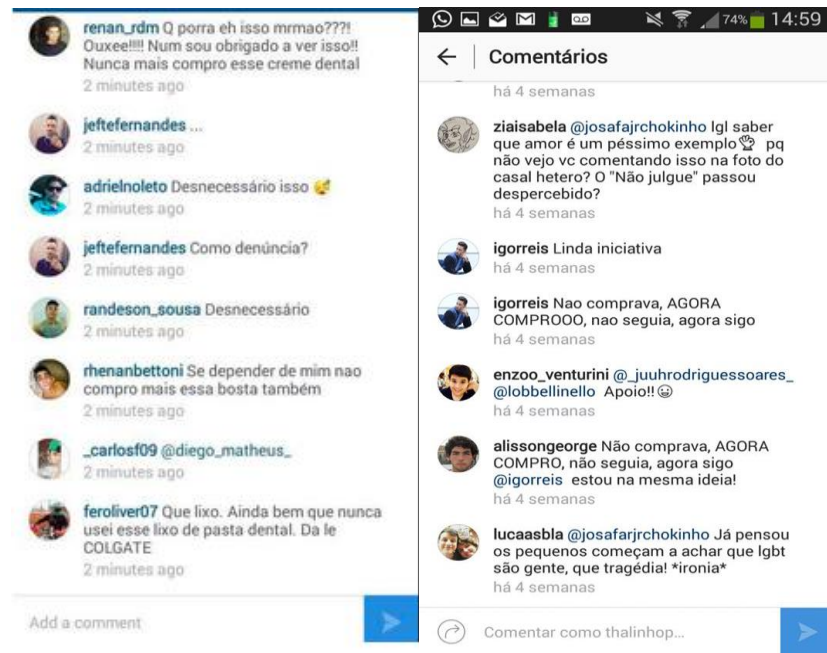 renan_rdm Q porra eh isso mrmao???!
Ouxee!!!! Num sou obrigado a ver isso!!
Nunca mais compro esse creme dental
2 minutes ago
jeftefernandes ...
2 minutes ago
adrielnoleto Desnecessário isso 😴
2 minutes ago
jeftefernandes Como denúncia?
2 minutes ago
randeson_sousa Desnecessário
2 minutes ago
rhenanbettoni Se depender de mim nao
compro mais essa bosta também
2 minutes ago
_carlosf09 @diego_matheus_
2 minutes ago
feroliver07 Que lixo. Ainda bem que nunca
usei esse lixo de pasta dental. Da le
COLGATE
2 minutes ago
Add a comment
74% 14:59
Comentários
há 4 semanas
ziaisabela @josafajrchokinho lgl saber
que amor é um péssimo exemplo👏 pq
não vejo vc comentando isso na foto do
casal hetero? O "Não julgue" passou
despercebido?
há 4 semanas
igorreis Linda iniciativa
há 4 semanas
igorreis Nao comprava, AGORA
COMPROOO, nao seguia, agora sigo
há 4 semanas
enzoo_venturini @_juuhrodriguessoares_
@lobbellinello Apoio!!😀
há 4 semanas
alissongeorge Não comprava, AGORA
COMPRO, não seguia, agora sigo
@igorreis estou na mesma ideia!
há 4 semanas
lucaasbla @josafarjrchokinho Já pensou
os pequenos começam a achar que lgbt
são gente, que tragédia! *ironia*
há 4 semanas
Comentar como thalinhop...